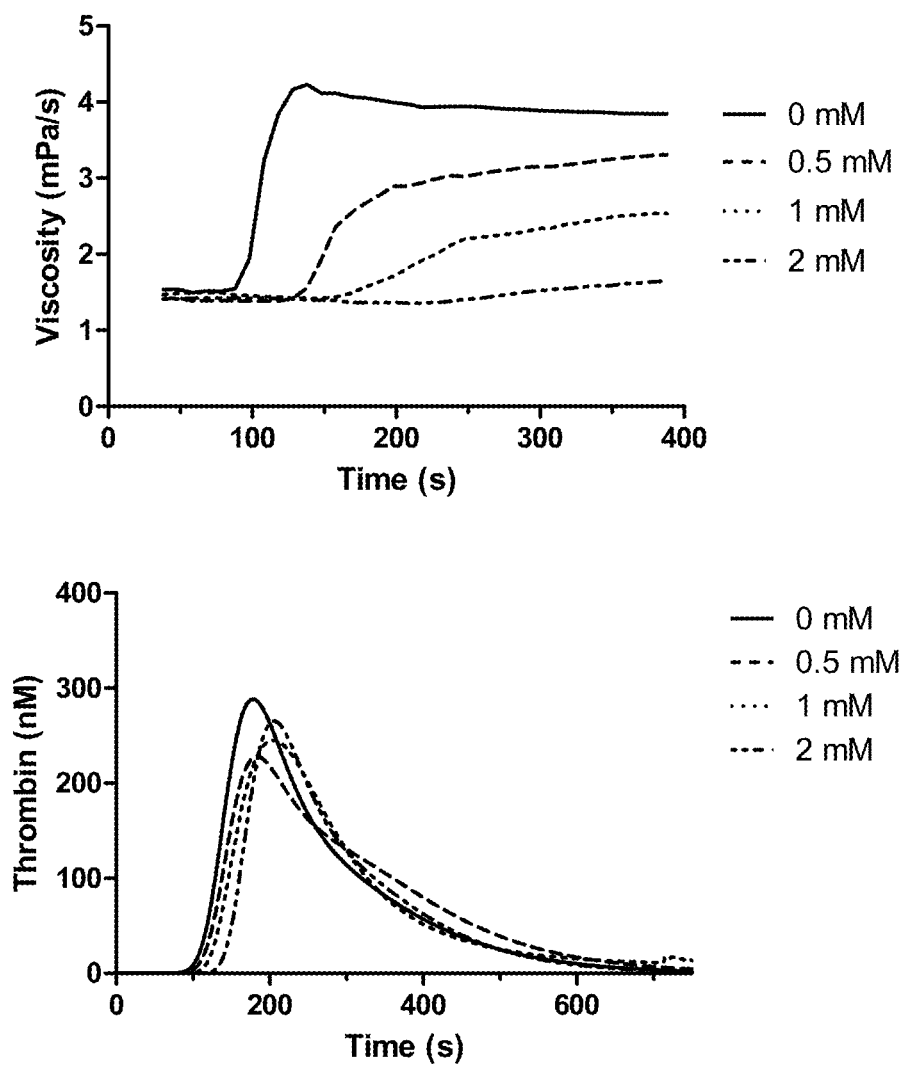 5
4
3
2
1
0
Viscosity (mPa/s)
0 100 200 300 400
Time (s)
0 mM
0.5 mM
1 mM
2 mM
400
300
200
100
0
Thrombin (nM)
0 200 400 600
Time (s)
0 mM
0.5 mM
1 mM
2 mM